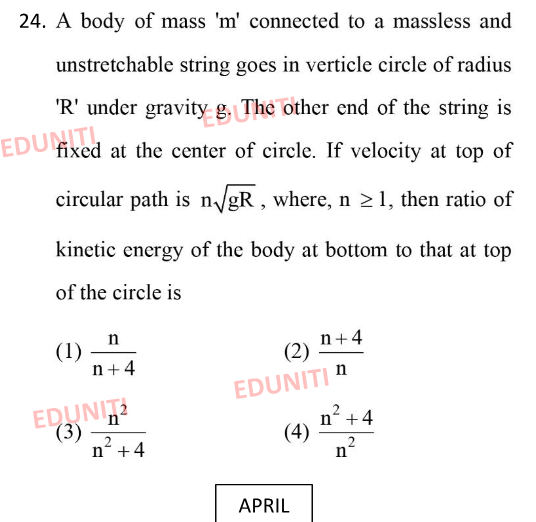 24. A body of mass 'm' connected to a massless and
unstretchable string goes in verticle circle of radius
'R' under gravity g. The other end of the string is
fixed at the center of circle. If velocity at top of
circular path is n√gR , where, n ≥ 1, then ratio of
kinetic energy of the body at bottom to that at top
of the circle is
(1) n/(n + 4) (2) (n + 4)/n
(3) n²/(n² + 4) (4) (n² + 4)/n²
APRIL
EDUNITI
EDUNITI
EDUNITI
EDUNITI